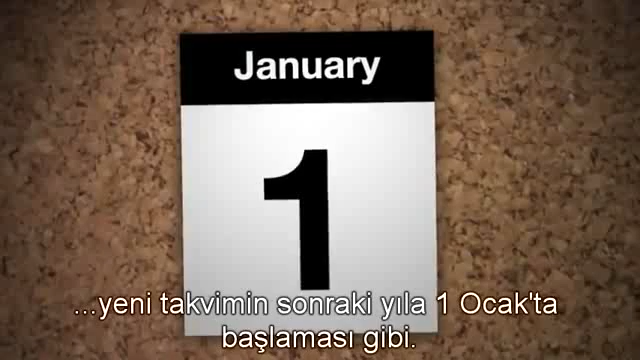 January
1
...yeni takvimin sonraki yıla 1 Ocak'ta
başlaması gibi.